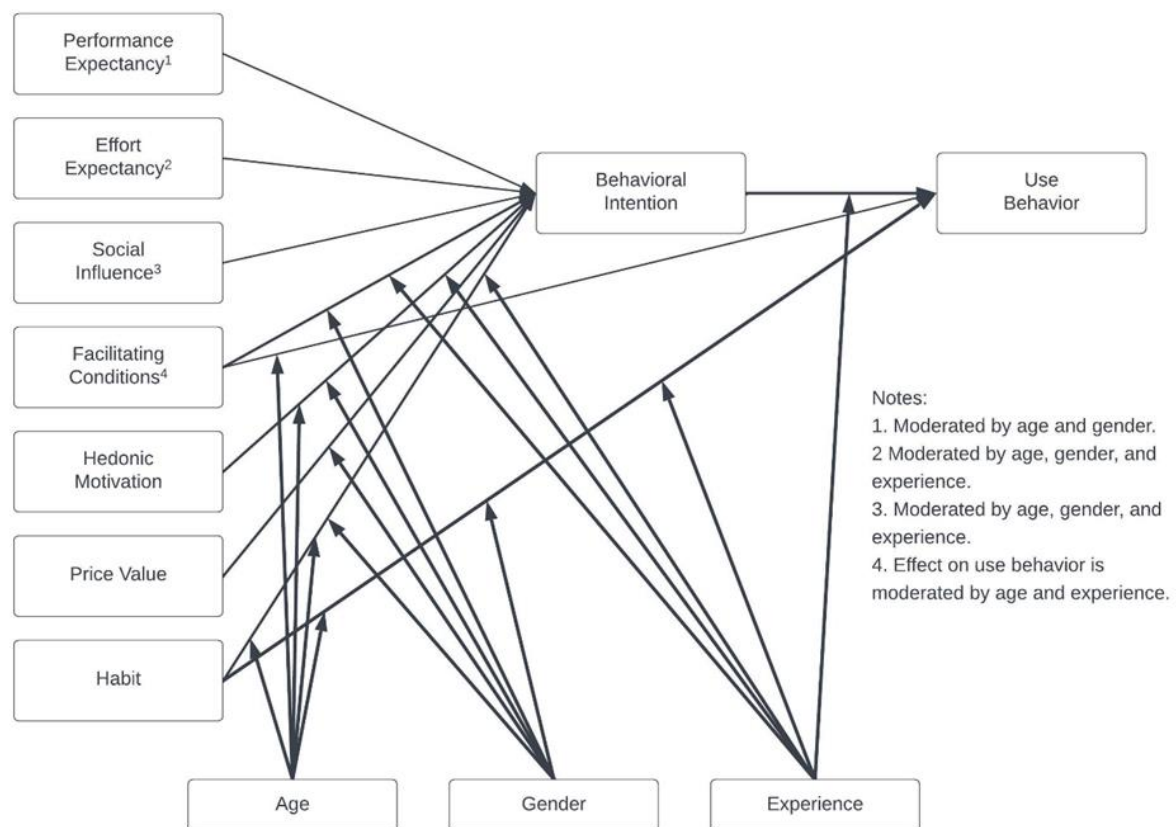 Performance
Expectancy¹
Effort
Expectancy²
Social
Influence³
Facilitating
Conditions⁴
Hedonic
Motivation
Price Value
Habit
Behavioral
Intention
Use
Behavior
Notes:
1. Moderated by age and gender.
2 Moderated by age, gender, and
experience.
3. Moderated by age, gender, and
experience.
4. Effect on use behavior is
moderated by age and experience.
Age
Gender
Experience